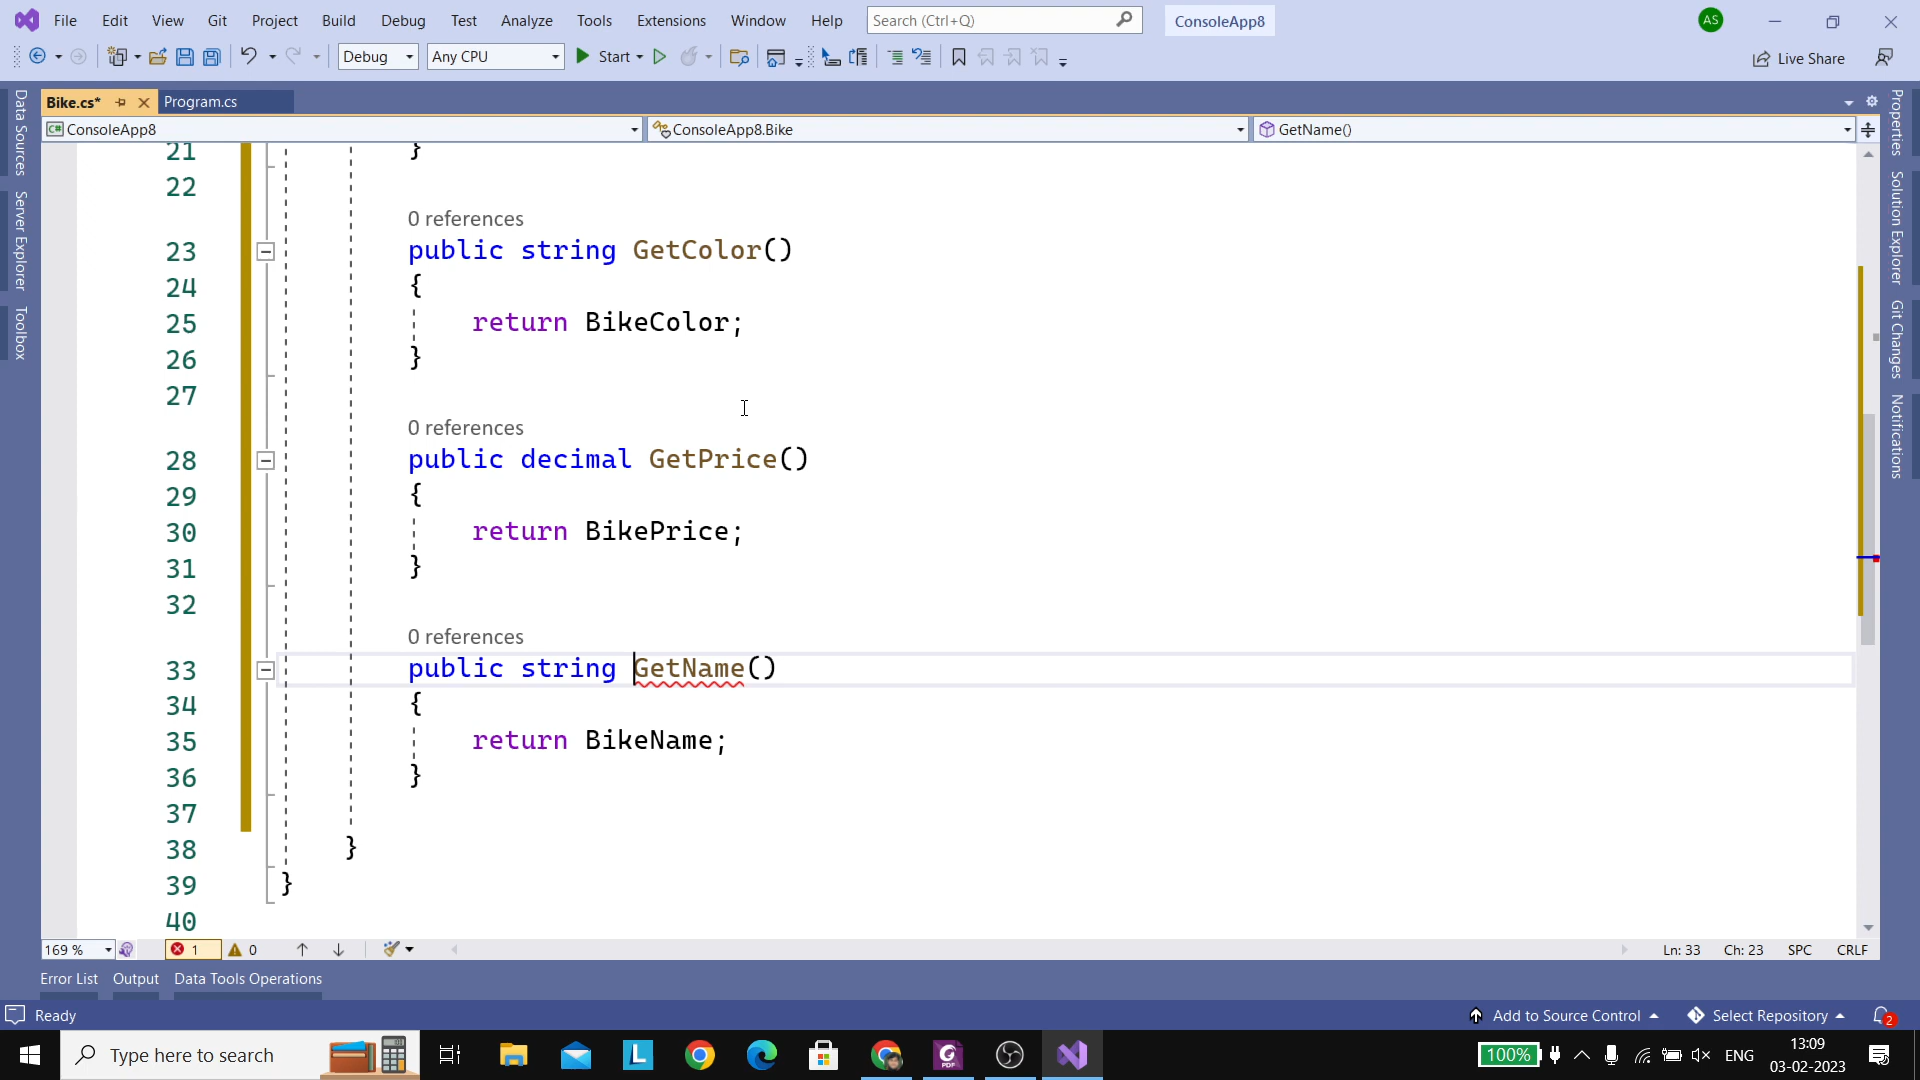 File Edit View Git Project Build Debug Test Analyze Tools Extensions Window Help Search (Ctrl+Q) ConsoleApp8 AS
Debug Any CPU Start Live Share
Bike.cs* Program.cs
C# ConsoleApp8 ConsoleApp8.Bike GetName()
Data Sources
Server Explorer
Toolbox
21 }
22
0 references
23 public string GetColor()
24 {
25 return BikeColor;
26 }
27
0 references
28 public decimal GetPrice()
29 {
30 return BikePrice;
31 }
32
0 references
33 public string GetName()
34 {
35 return BikeName;
36 }
37
38 }
39 }
40
Properties
Solution Explorer
Git Changes
Notifications
169 % 1 0 Ln: 33 Ch: 23 SPC CRLF
Error List Output Data Tools Operations
Ready Add to Source Control Select Repository 2
Type here to search L PDF 100% ENG 13:09
03-02-2023